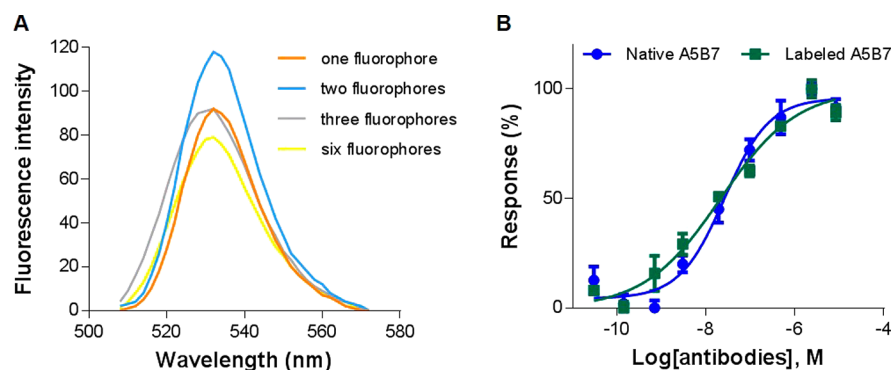 A
Fluorescence intensity
120
100
80
60
40
20
0
500
520
540
560
580
Wavelength (nm)
one fluorophore
two fluorophores
three fluorophores
six fluorophores
B
Native A5B7
Labeled A5B7
Response (%)
100
50
0
-10
-8
-6
-4
Log[antibodies], M